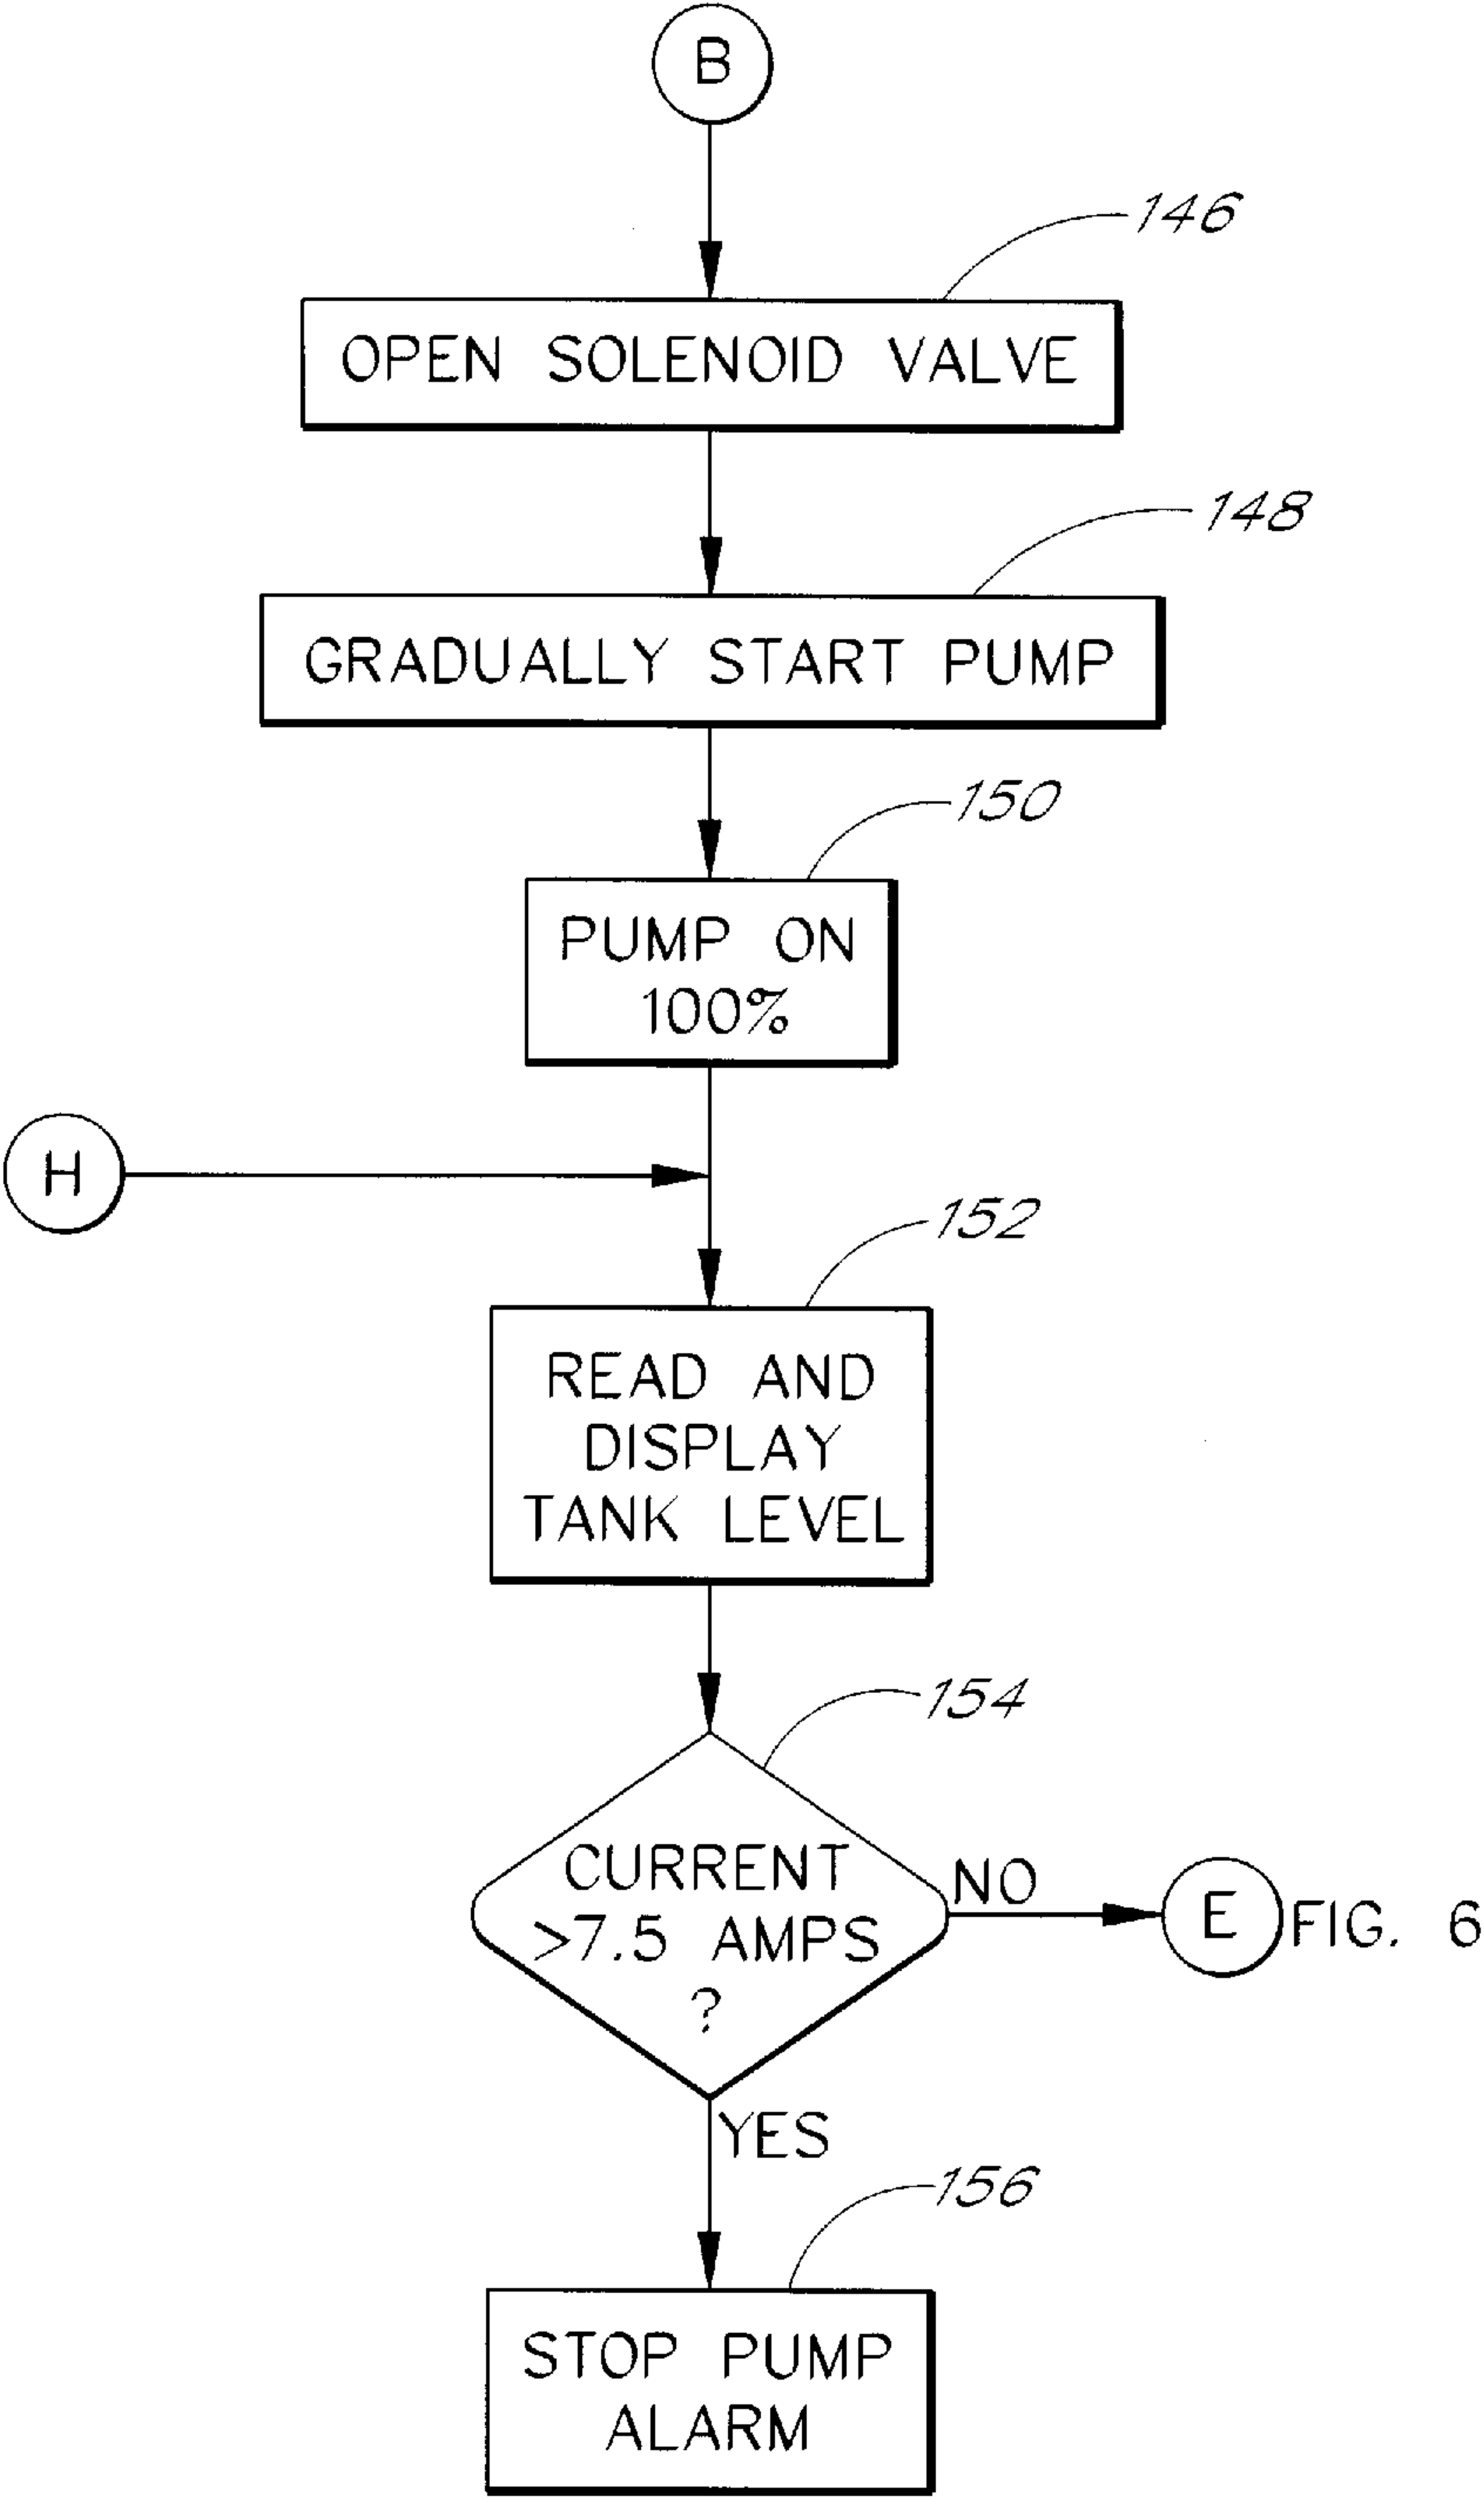 B
146
OPEN SOLENOID VALVE
148
GRADUALLY START PUMP
150
PUMP ON
100%
H
152
READ AND
DISPLAY
TANK LEVEL
154
CURRENT
>7.5 AMPS
?
NO
E FIG. 6
YES
156
STOP PUMP
ALARM